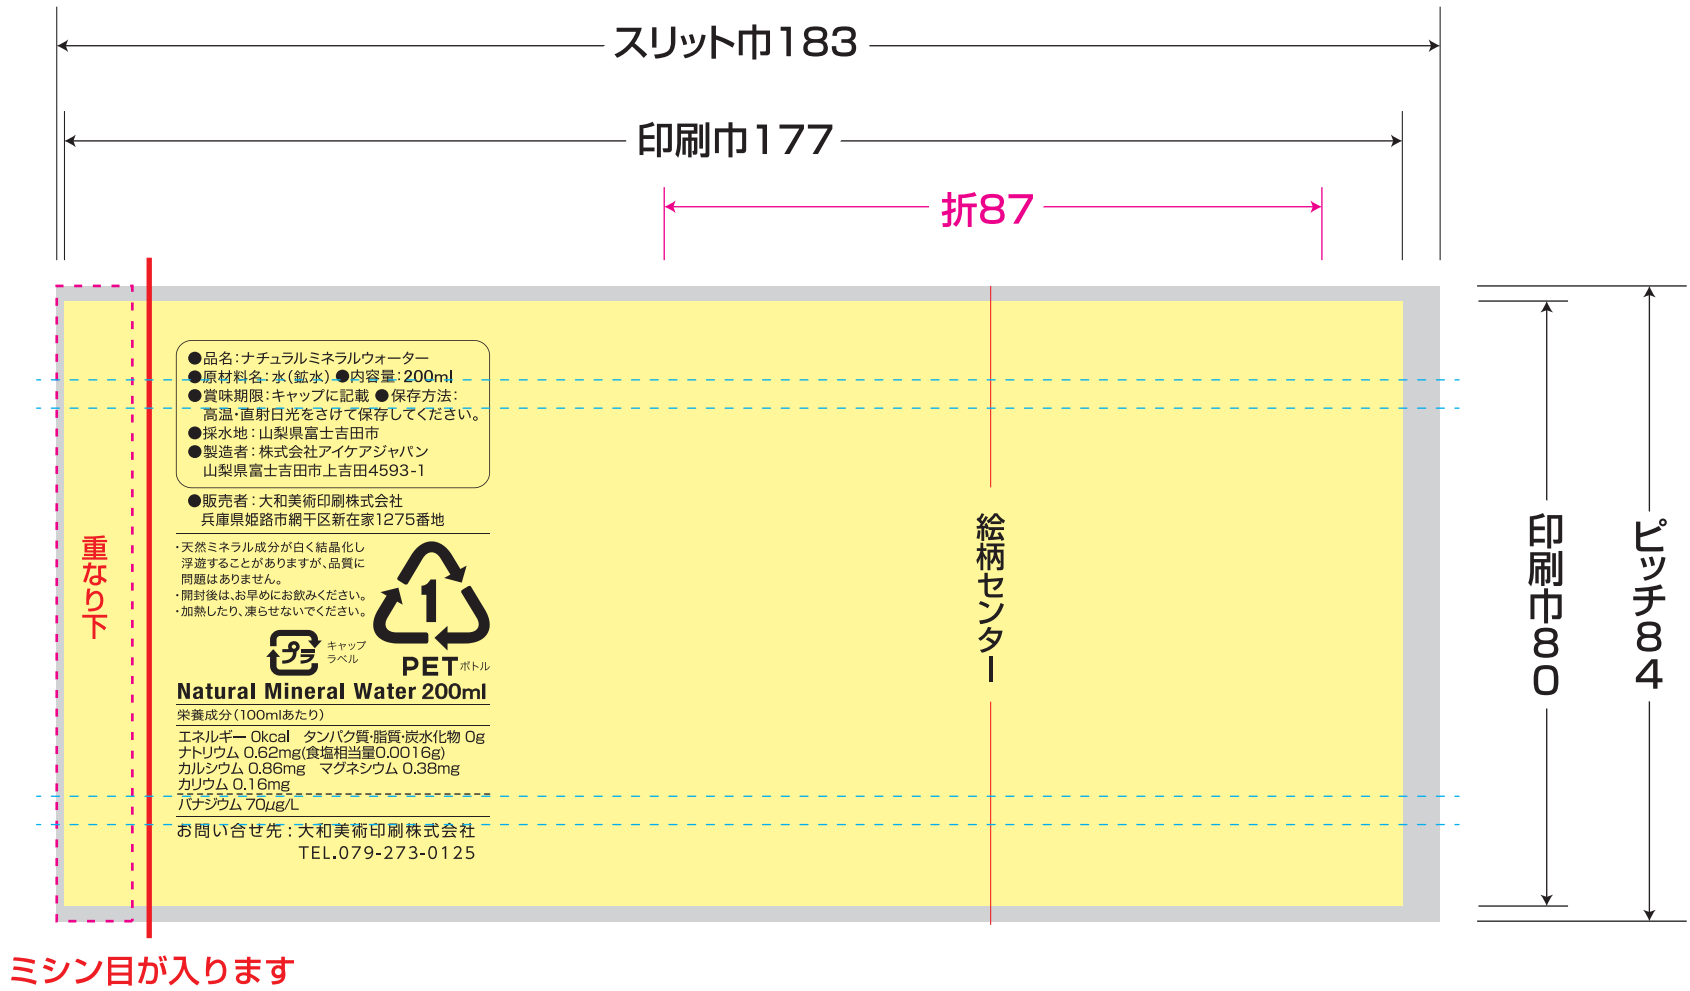 スリット巾183
印刷巾177
折87
●品名：ナチュラルミネラルウォーター
●原材料名：水（鉱水）●内容量：200ml
●賞味期限：キャップに記載 ●保存方法：
高温・直射日光をさけて保存してください。
●採水地：山梨県富士吉田市
●製造者：株式会社アイケアジャパン
山梨県富士吉田市上吉田4593-1
●販売者：大和美術印刷株式会社
兵庫県姫路市網干区新在家1275番地
・天然ミネラル成分が白く結晶化し
浮遊することがありますが、品質に
問題はありません。
・開封後は、お早めにお飲みください。
・加熱したり、凍らせないでください。
1
PETボトル
プラ
キャップ
ラベル
Natural Mineral Water 200ml
栄養成分（100mlあたり）
エネルギー 0kcal　タンパク質・脂質・炭水化物 0g
ナトリウム 0.62mg(食塩相当量0.0016g)
カルシウム 0.86mg　マグネシウム 0.38mg
カリウム 0.16mg
バナジウム 70μg/L
お問い合せ先：大和美術印刷株式会社
TEL.079-273-0125
重なり下
絵柄センター
印刷巾80
ピッチ84
ミシン目が入ります